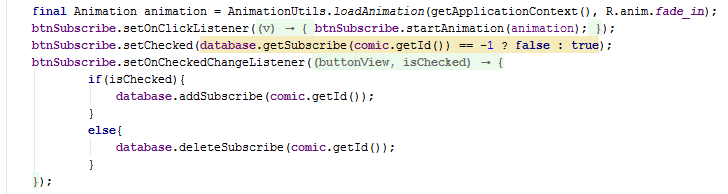 final Animation animation = AnimationUtils.loadAnimation(getApplicationContext(), R.anim.fade_in);
btnSubscribe.setOnClickListener((v) → { btnSubscribe.startAnimation(animation); });
btnSubscribe.setChecked(database.getSubscribe(comic.getId()) == -1 ? false : true);
btnSubscribe.setOnCheckedChangeListener((buttonView, isChecked) → {
if(isChecked){
database.addSubscribe(comic.getId());
}
else{
database.deleteSubscribe(comic.getId());
}
});